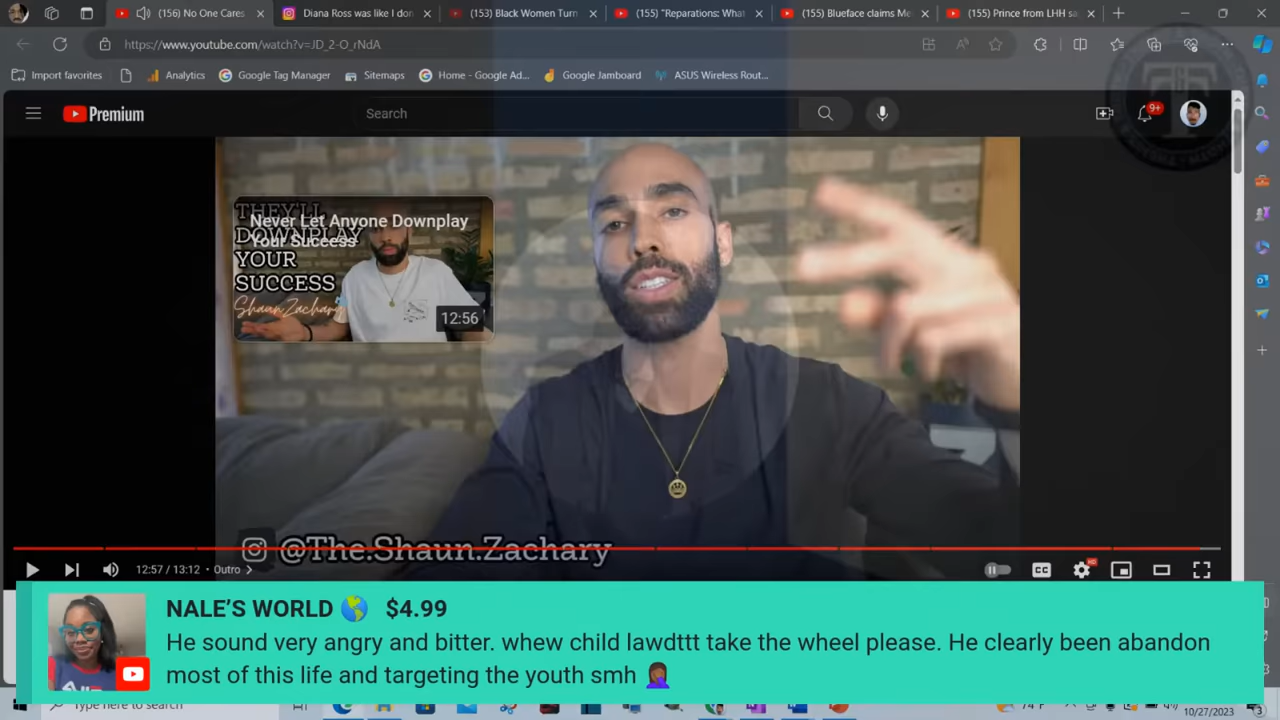 (156) No One Cares
Diana Ross was like I don
(153) Black Women Turn
(155) "Reparations: What
(155) Blueface claims Me
(155) Prince from LHH sa
https://www.youtube.com/watch?v=JD_2-O_rNdA
Import favorites
Analytics
Google Tag Manager
Sitemaps
Home - Google Ad...
Google Jamboard
ASUS Wireless Rout...
Premium
Search
9+
THEY'LL
DOWNPLAY
YOUR
SUCCESS
ShaunZachary
Never Let Anyone Downplay
Your Success
12:56
@The.Shaun.Zachary
12:57 / 13:12 • Outro
CC
HD
NALE'S WORLD 🌎 $4.99
He sound very angry and bitter. whew child lawdttt take the wheel please. He clearly been abandon
most of this life and targeting the youth smh 🤦🏾‍♀️
Type here to search
10/27/2023
3